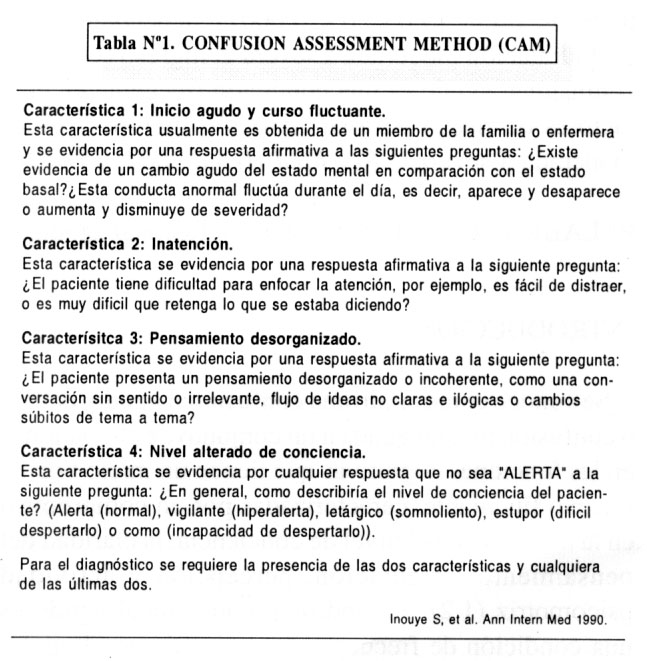 Tabla Nº1. CONFUSION ASSESSMENT METHOD (CAM)
Característica 1: Inicio agudo y curso fluctuante.
Esta característica usualmente es obtenida de un miembro de la familia o enfermera
y se evidencia por una respuesta afirmativa a las siguientes preguntas: ¿Existe
evidencia de un cambio agudo del estado mental en comparación con el estado
basal?¿Esta conducta anormal fluctúa durante el día, es decir, aparece y desaparece
o aumenta y disminuye de severidad?
Característica 2: Inatención.
Esta característica se evidencia por una respuesta afirmativa a la siguiente pregunta:
¿El paciente tiene dificultad para enfocar la atención, por ejemplo, es fácil de distraer,
o es muy dificil que retenga lo que se estaba diciendo?
Caracterísitca 3: Pensamiento desorganizado.
Esta característica se evidencia por una respuesta afirmativa a la siguiente pregunta:
¿El paciente presenta un pensamiento desorganizado o incoherente, como una con-
versación sin sentido o irrelevante, flujo de ideas no claras e ilógicas o cambios
súbitos de tema a tema?
Característica 4: Nivel alterado de conciencia.
Esta característica se evidencia por cualquier respuesta que no sea "ALERTA" a la
siguiente pregunta: ¿En general, como describiría el nivel de conciencia del pacien-
te? (Alerta (normal), vigilante (hiperalerta), letárgico (somnoliento), estupor (dificil
despertarlo) o como (incapacidad de despertarlo)).
Para el diagnóstico se requiere la presencia de las dos características y cualquiera
de las últimas dos.
Inouye S, et al. Ann Intern Med 1990.